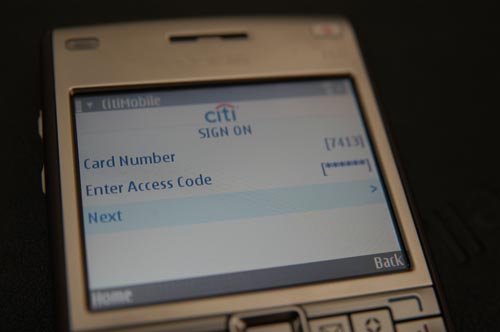 CitiMobile
citi
SIGN ON
Card Number [7413]
Enter Access Code [******]
Next >
Home Back